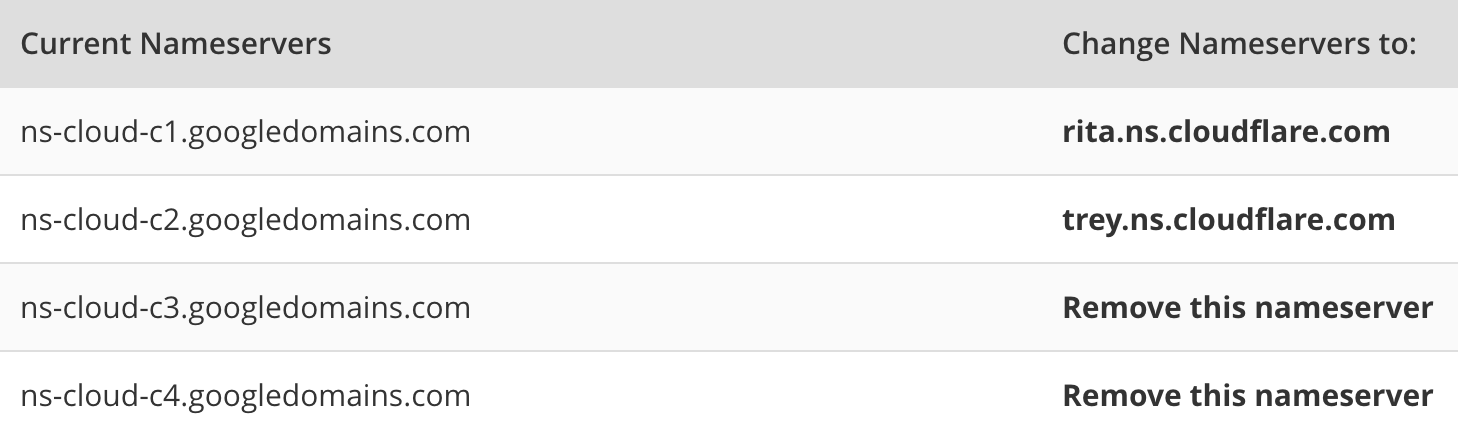 Current Nameservers Change Nameservers to:
ns-cloud-c1.googledomains.com rita.ns.cloudflare.com
ns-cloud-c2.googledomains.com trey.ns.cloudflare.com
ns-cloud-c3.googledomains.com Remove this nameserver
ns-cloud-c4.googledomains.com Remove this nameserver